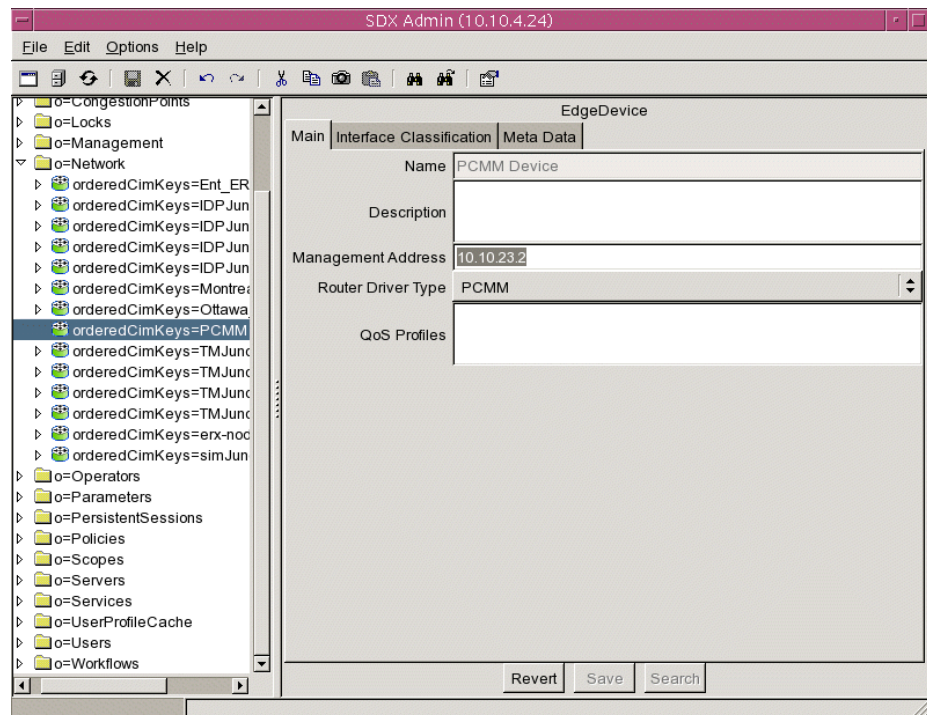 SDX Admin (10.10.4.24)
File Edit Options Help
o=CongestionPoints
o=Locks
o=Management
o=Network
orderedCimKeys=Ent_ER
orderedCimKeys=IDPJun
orderedCimKeys=IDPJun
orderedCimKeys=IDPJun
orderedCimKeys=IDPJun
orderedCimKeys=Montrea
orderedCimKeys=Ottawa_
orderedCimKeys=PCMM
orderedCimKeys=TMJunc
orderedCimKeys=TMJunc
orderedCimKeys=TMJunc
orderedCimKeys=TMJunc
orderedCimKeys=erx-nod
orderedCimKeys=simJun
o=Operators
o=Parameters
o=PersistentSessions
o=Policies
o=Scopes
o=Servers
o=Services
o=UserProfileCache
o=Users
o=Workflows
EdgeDevice
Main Interface Classification Meta Data
Name PCMM Device
Description
Management Address 10.10.23.2
Router Driver Type PCMM
QoS Profiles
Revert Save Search